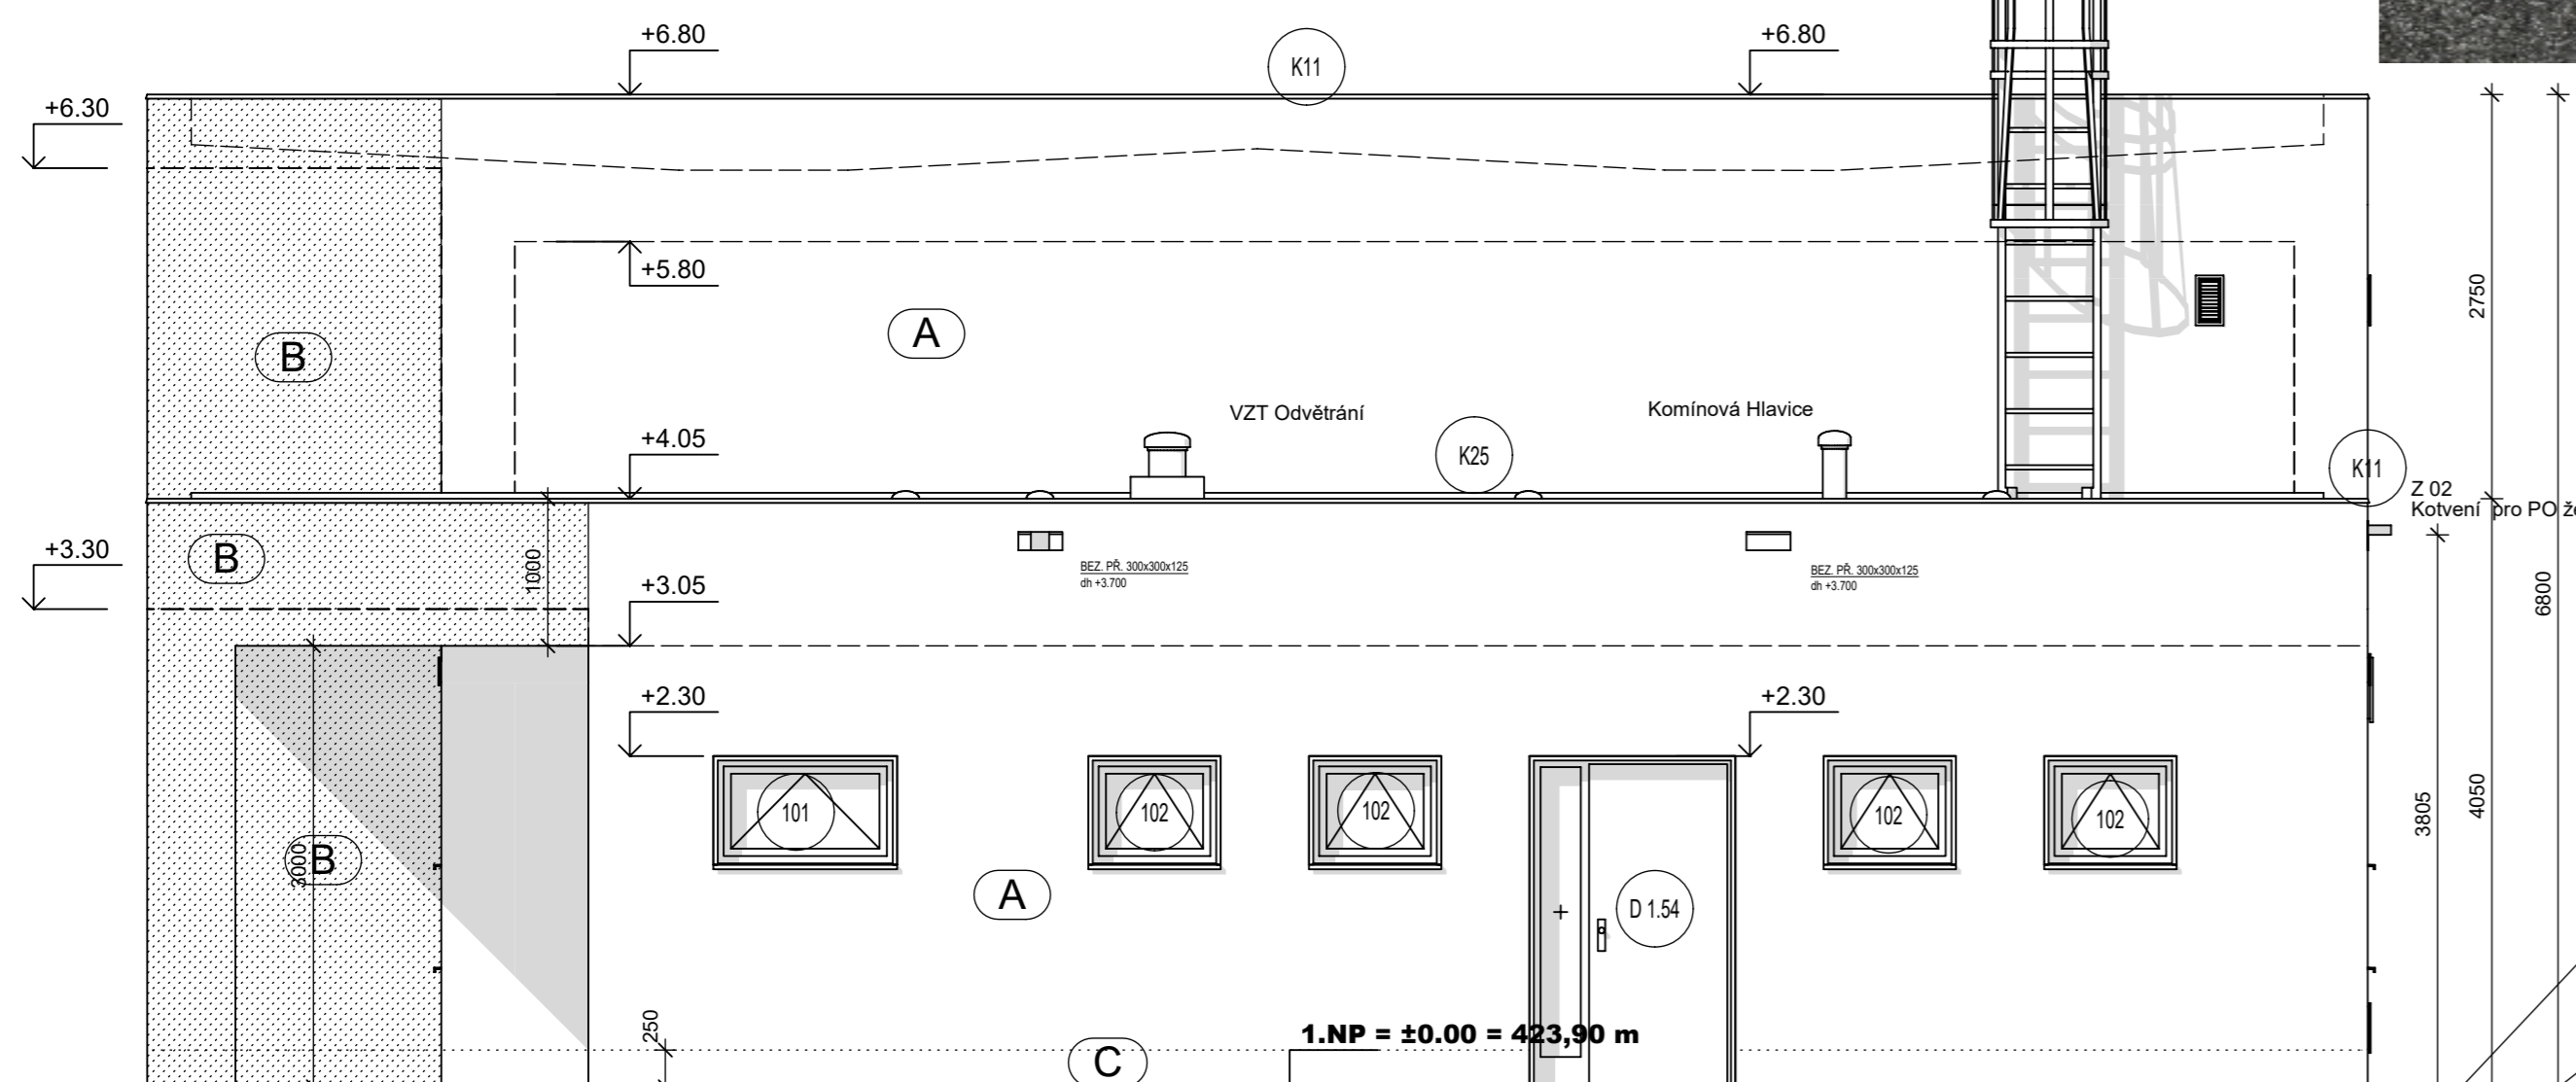 +6.80
K11
+6.80
+6.30
+5.80
2750
A
B
VZT Odvětrání
Komínová Hlavice
+4.05
K25
K11
Z 02
Kotvení pro PO že
+3.30
B
1000
BEZ. PŘ. 300x300x125
dh +3.700
BEZ. PŘ. 300x300x125
dh +3.700
+3.05
6800
+2.30
+2.30
101
102
102
102
102
3805
4050
3000
B
A
D 1.54
250
1.NP = ±0.00 = 423,90 m
C